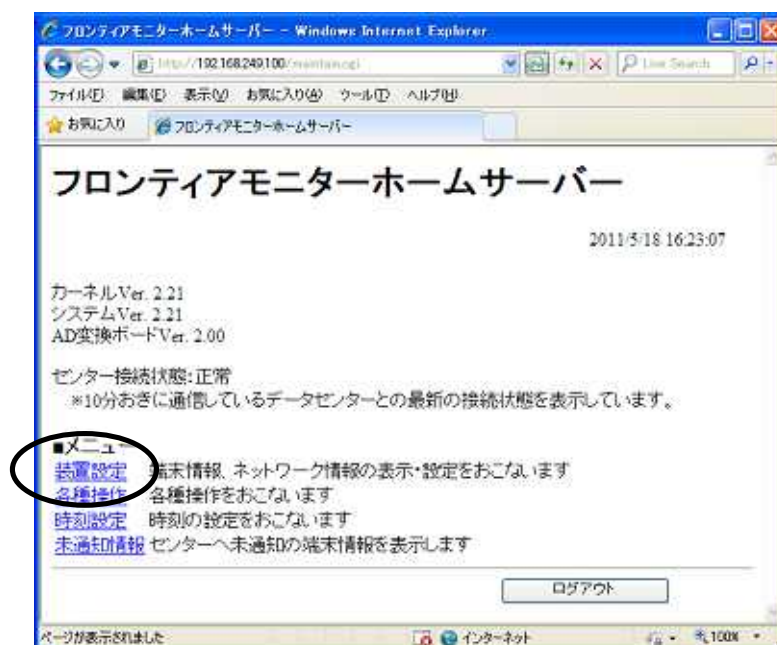 フロンティアモニターホームサーバー - Windows Internet Explorer
http://192.168.249.100/maintain.cgi
Live Search
ファイル(F) 編集(E) 表示(V) お気に入り(A) ツール(T) ヘルプ(H)
お気に入り フロンティアモニターホームサーバー
フロンティアモニターホームサーバー
2011/5/18 16:23:07
カーネルVer. 2.21
システムVer. 2.21
AD変換ボードVer. 2.00
センター接続状態:正常
※10分おきに通信しているデータセンターとの最新の接続状態を表示しています。
■メニュー
装置設定 端末情報、ネットワーク情報の表示・設定をおこないます
各種操作 各種操作をおこないます
時刻設定 時刻の設定をおこないます
未通知情報 センターへ未通知の端末情報を表示します
ログアウト
ページが表示されました インターネット 100%